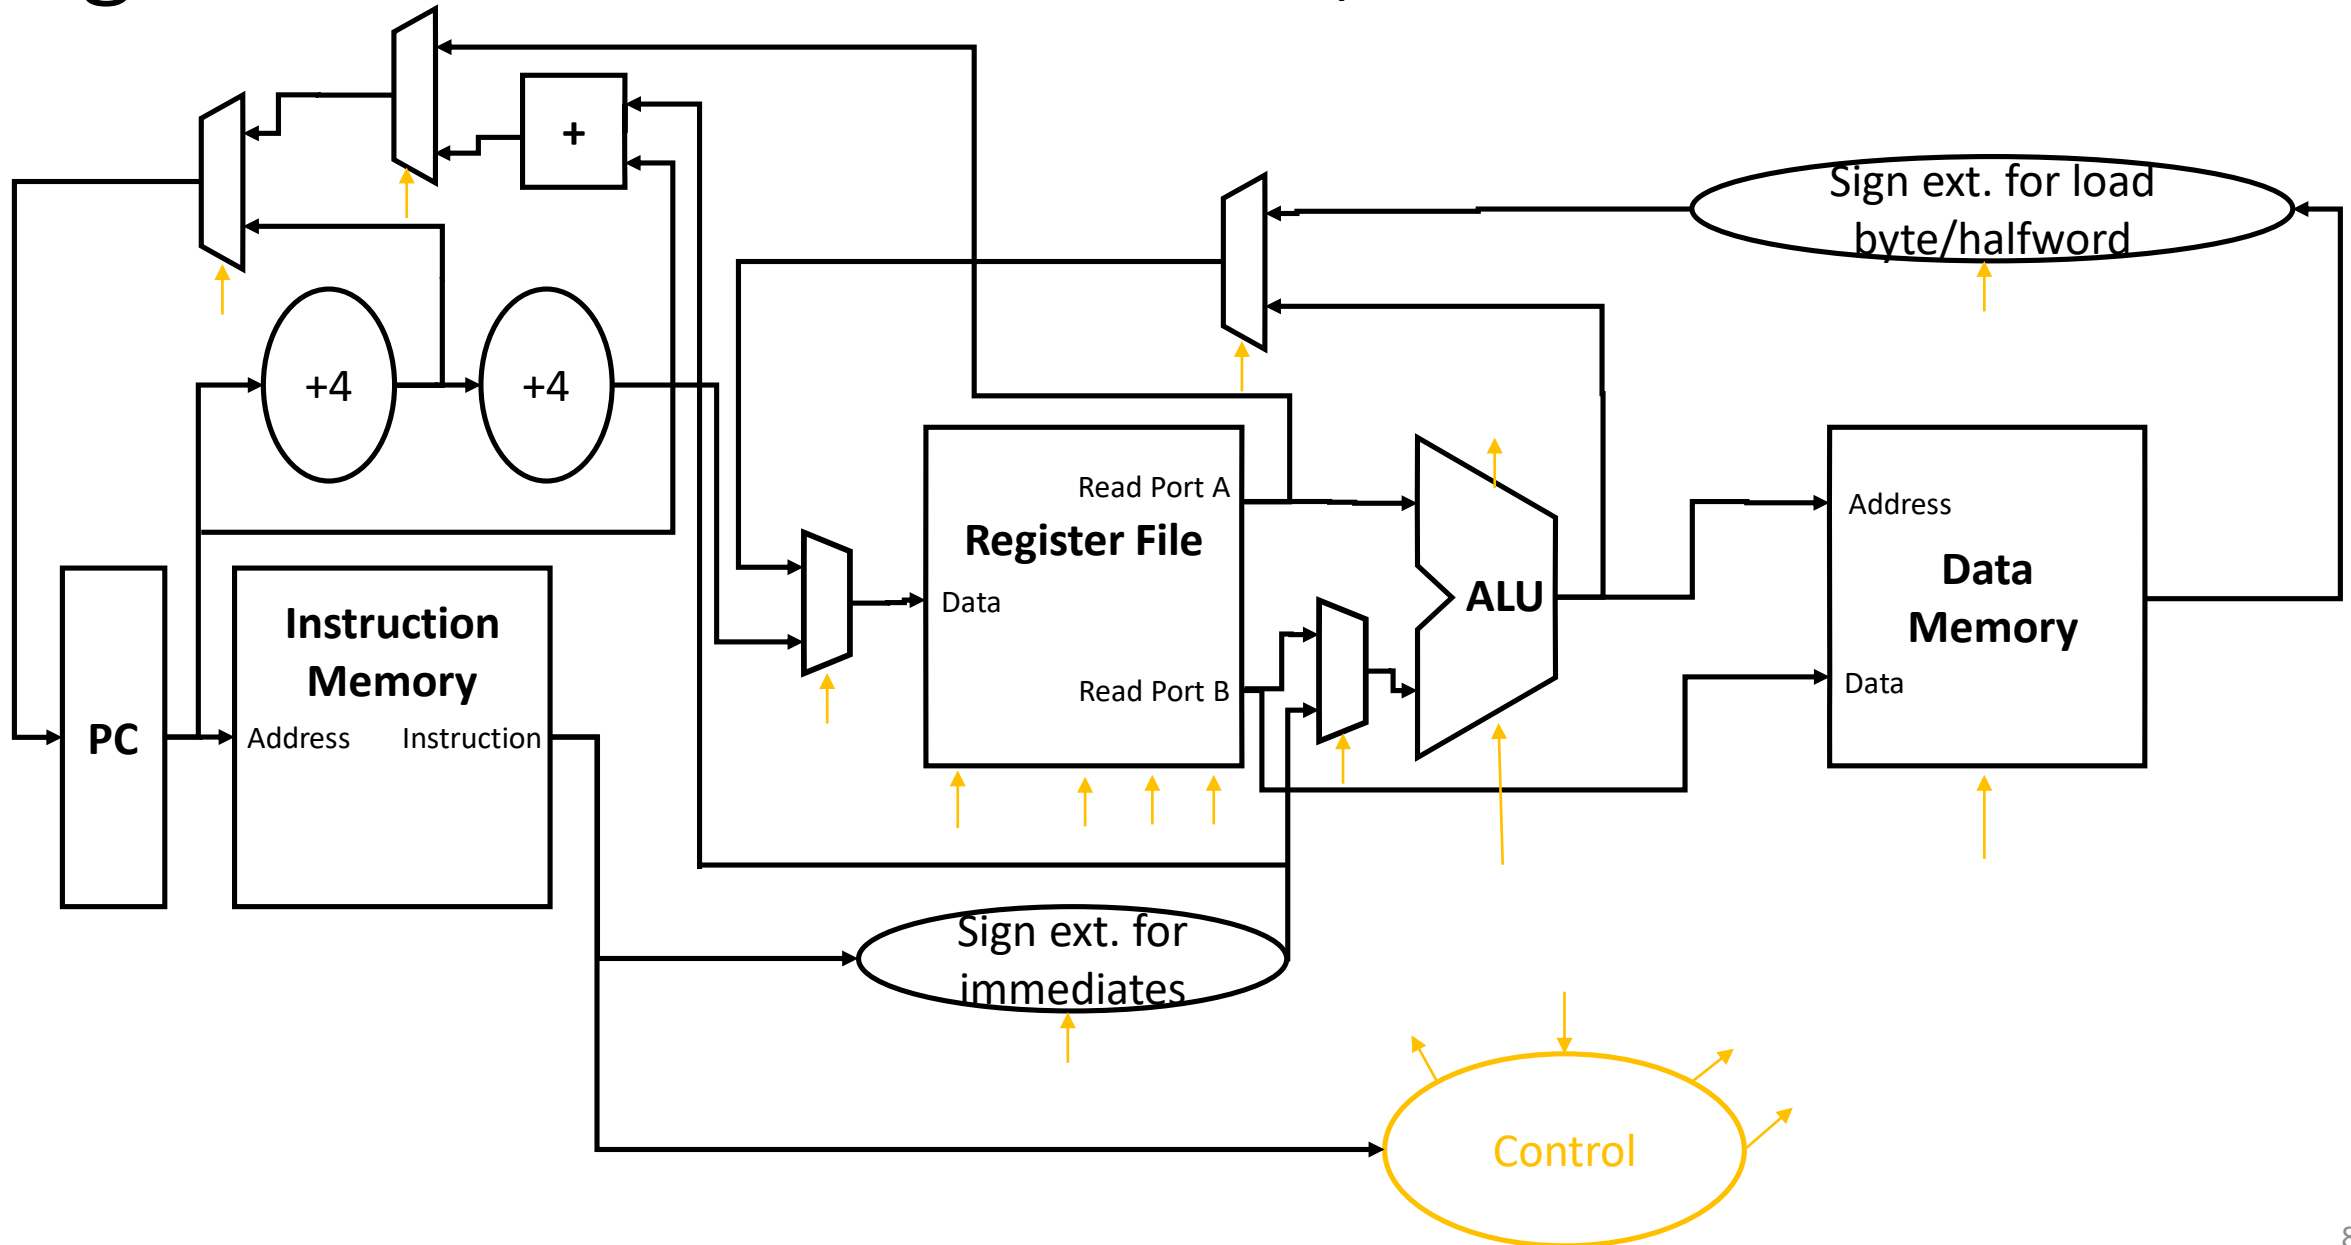 +
Sign ext. for load
byte/halfword
+4
+4
Read Port A
Register File
Data
Read Port B
ALU
Address
Data
Memory
Data
Instruction
Memory
PC
Address
Instruction
Sign ext. for
immediates
Control